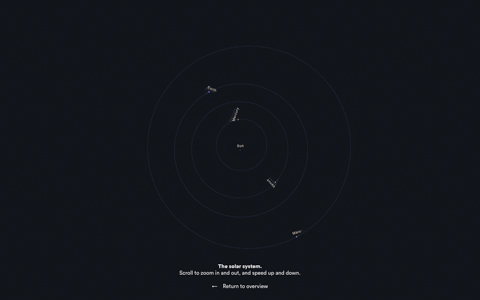 Earth
Mercury
Sun
Venus
Mars
The solar system.
Scroll to zoom in and out, and speed up and down.
← Return to overview